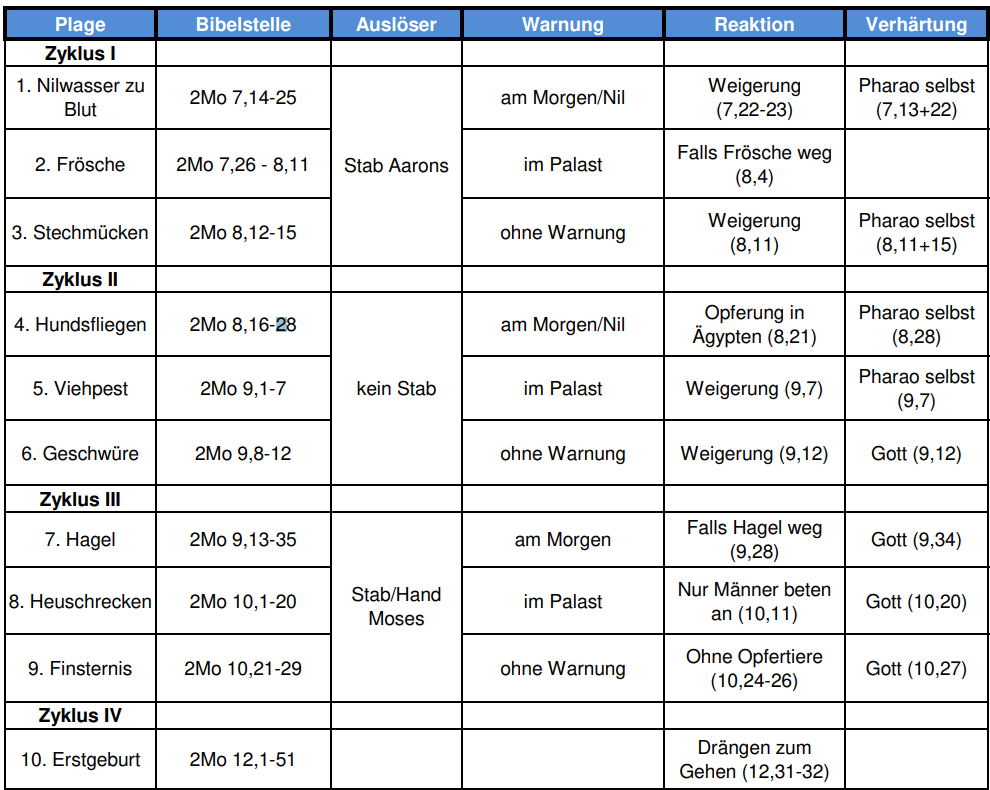 Plage Bibelstelle Auslöser Warnung Reaktion Verhärtung
Zyklus I
1. Nilwasser zu
Blut
2Mo 7,14-25
am Morgen/Nil
Weigerung
(7,22-23)
Pharao selbst
(7,13+22)
2. Frösche
2Mo 7,26 - 8,11
Stab Aarons
im Palast
Falls Frösche weg
(8,4)
3. Stechmücken
2Mo 8,12-15
ohne Warnung
Weigerung
(8,11)
Pharao selbst
(8,11+15)
Zyklus II
4. Hundsfliegen
2Mo 8,16-28
am Morgen/Nil
Opferung in
Ägypten (8,21)
Pharao selbst
(8,28)
5. Viehpest
2Mo 9,1-7
kein Stab
im Palast
Weigerung (9,7)
Pharao selbst
(9,7)
6. Geschwüre
2Mo 9,8-12
ohne Warnung
Weigerung (9,12)
Gott (9,12)
Zyklus III
7. Hagel
2Mo 9,13-35
am Morgen
Falls Hagel weg
(9,28)
Gott (9,34)
8. Heuschrecken
2Mo 10,1-20
Stab/Hand
Moses
im Palast
Nur Männer beten
an (10,11)
Gott (10,20)
9. Finsternis
2Mo 10,21-29
ohne Warnung
Ohne Opfertiere
(10,24-26)
Gott (10,27)
Zyklus IV
10. Erstgeburt
2Mo 12,1-51
Drängen zum
Gehen (12,31-32)